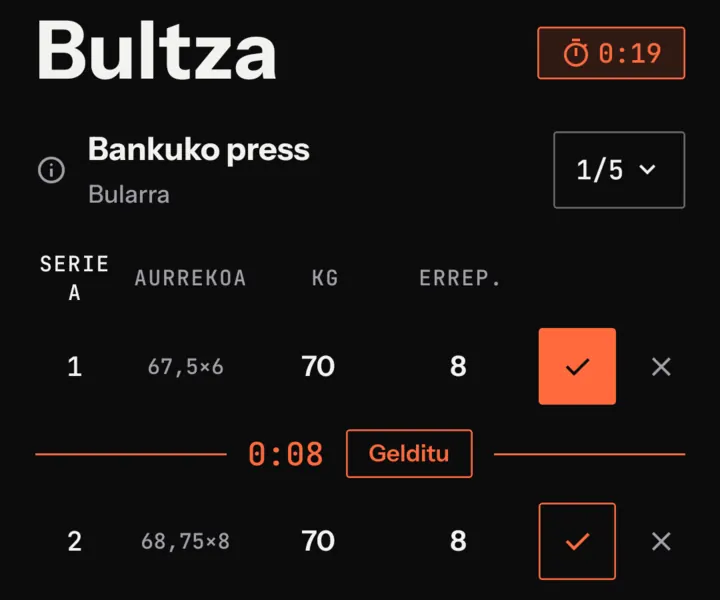 Bultza
0:19
Bankuko press
1/5
Bularra
SERIE
A
AURREKOA KG ERREP.
1 67,5×6 70 8
0:08 Gelditu
2 68,75×8 70 8